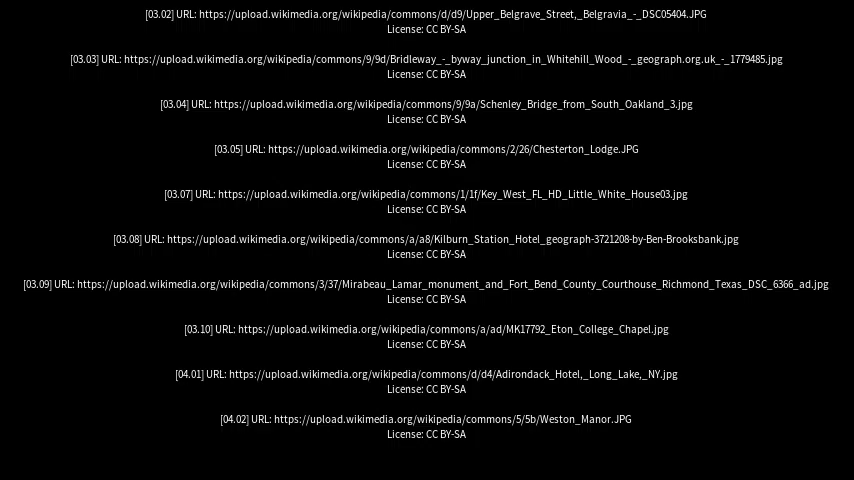 [03.02] URL: https://upload.wikimedia.org/wikipedia/commons/d/d9/Upper_Belgrave_Street,_Belgravia_-_DSC05404.JPG
License: CC BY-SA
[03.03] URL: https://upload.wikimedia.org/wikipedia/commons/9/9d/Bridleway_-_byway_junction_in_Whitehill_Wood_-_geograph.org.uk_-_1779485.jpg
License: CC BY-SA
[03.04] URL: https://upload.wikimedia.org/wikipedia/commons/9/9a/Schenley_Bridge_from_South_Oakland_3.jpg
License: CC BY-SA
[03.05] URL: https://upload.wikimedia.org/wikipedia/commons/2/26/Chesterton_Lodge.JPG
License: CC BY-SA
[03.07] URL: https://upload.wikimedia.org/wikipedia/commons/1/1f/Key_West_FL_HD_Little_White_House03.jpg
License: CC BY-SA
[03.08] URL: https://upload.wikimedia.org/wikipedia/commons/a/a8/Kilburn_Station_Hotel_geograph-3721208-by-Ben-Brooksbank.jpg
License: CC BY-SA
[03.09] URL: https://upload.wikimedia.org/wikipedia/commons/3/37/Mirabeau_Lamar_monument_and_Fort_Bend_County_Courthouse_Richmond_Texas_DSC_6366_ad.jpg
License: CC BY-SA
[03.10] URL: https://upload.wikimedia.org/wikipedia/commons/a/ad/MK17792_Eton_College_Chapel.jpg
License: CC BY-SA
[04.01] URL: https://upload.wikimedia.org/wikipedia/commons/d/d4/Adirondack_Hotel,_Long_Lake,_NY.jpg
License: CC BY-SA
[04.02] URL: https://upload.wikimedia.org/wikipedia/commons/5/5b/Weston_Manor.JPG
License: CC BY-SA